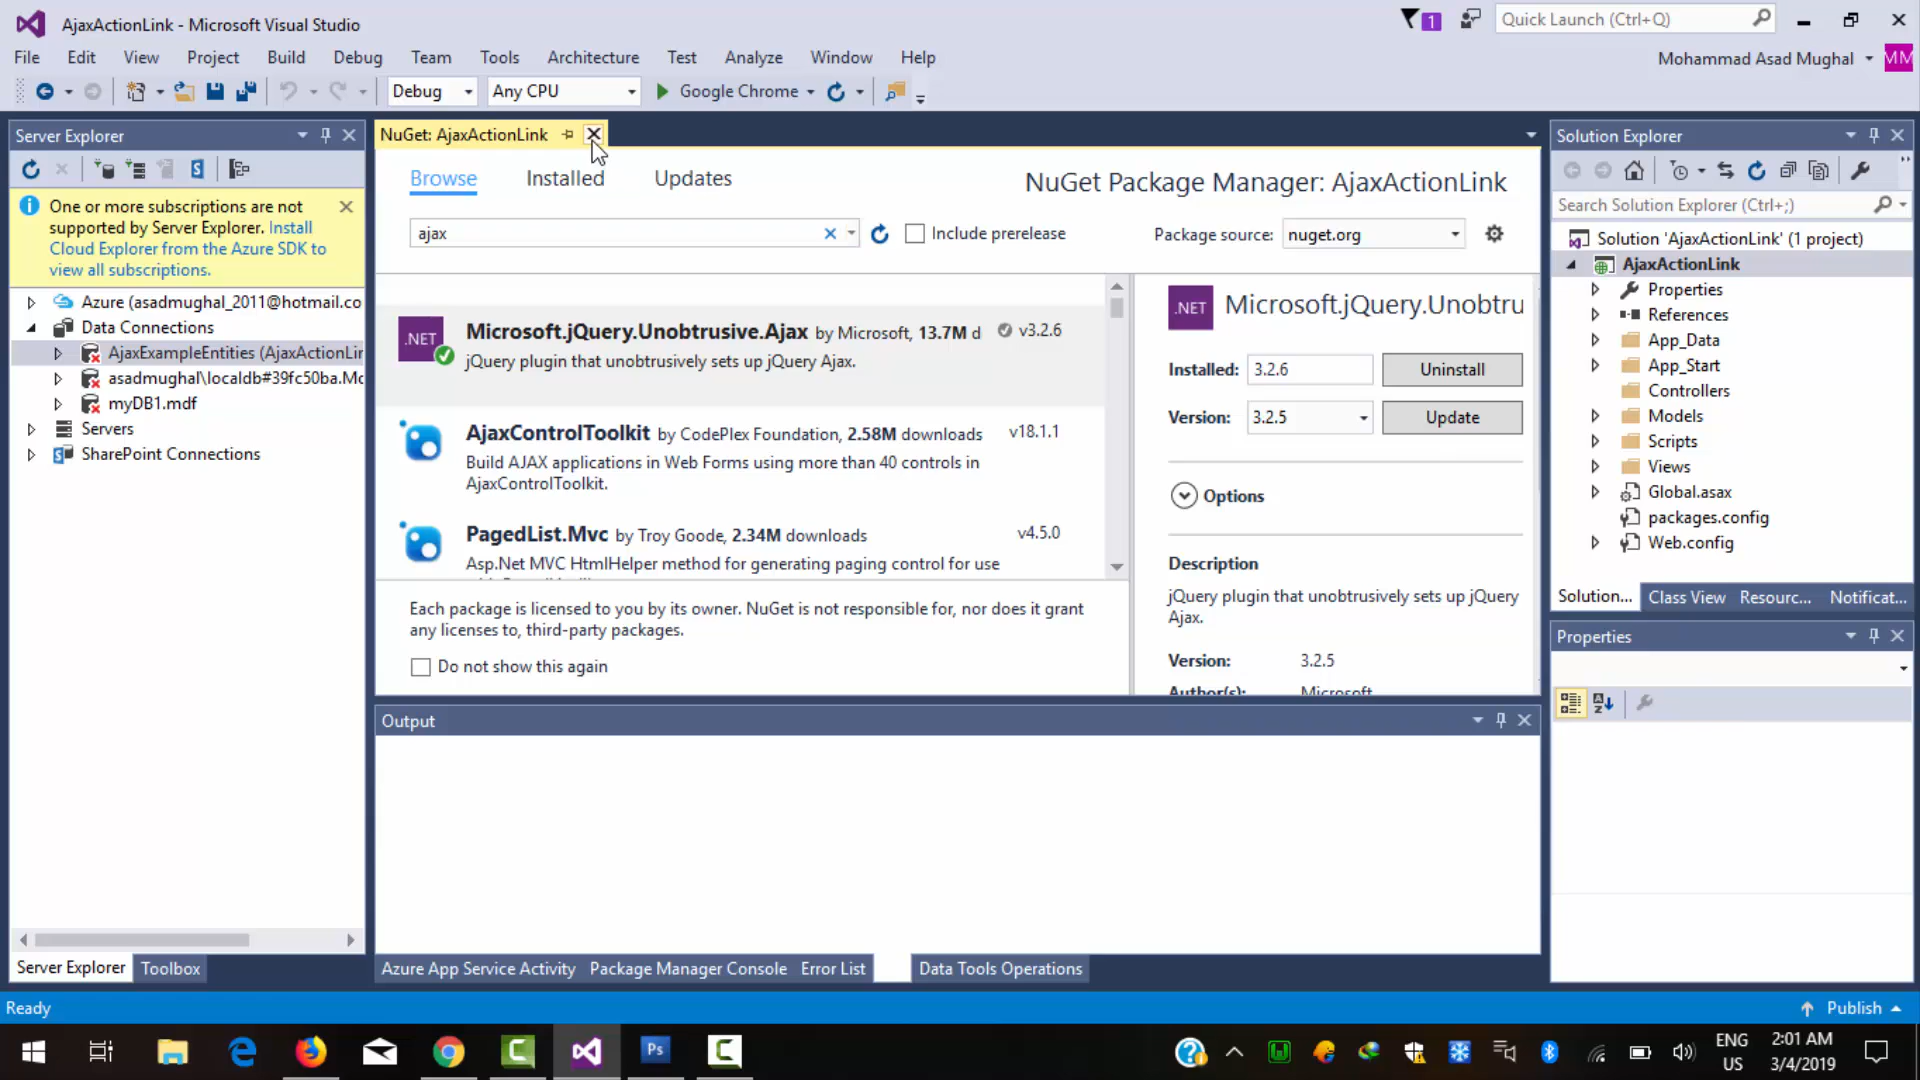 AjaxActionLink - Microsoft Visual Studio
1
Quick Launch (Ctrl+Q)
File Edit View Project Build Debug Team Tools Architecture Test Analyze Window Help
Mohammad Asad Mughal MM
Debug Any CPU Google Chrome
Server Explorer
NuGet: AjaxActionLink
Solution Explorer
One or more subscriptions are not
supported by Server Explorer. Install
Cloud Explorer from the Azure SDK to
view all subscriptions.
Azure (asadmughal_2011@hotmail.co
Data Connections
AjaxExampleEntities (AjaxActionLin
asadmughal\localdb#39fc50ba.Mc
myDB1.mdf
Servers
SharePoint Connections
Server Explorer Toolbox
Browse Installed Updates
NuGet Package Manager: AjaxActionLink
ajax
Include prerelease
Package source: nuget.org
.NET
Microsoft.jQuery.Unobtrusive.Ajax by Microsoft, 13.7M d v3.2.6
jQuery plugin that unobtrusively sets up jQuery Ajax.
AjaxControlToolkit by CodePlex Foundation, 2.58M downloads v18.1.1
Build AJAX applications in Web Forms using more than 40 controls in
AjaxControlToolkit.
PagedList.Mvc by Troy Goode, 2.34M downloads v4.5.0
Asp.Net MVC HtmlHelper method for generating paging control for use
Each package is licensed to you by its owner. NuGet is not responsible for, nor does it grant
any licenses to, third-party packages.
Do not show this again
.NET
Microsoft.jQuery.Unobtru
Installed: 3.2.6 Uninstall
Version: 3.2.5 Update
Options
Description
jQuery plugin that unobtrusively sets up jQuery
Ajax.
Version: 3.2.5
Author(s): Microsoft
Output
Azure App Service Activity Package Manager Console Error List Data Tools Operations
Search Solution Explorer (Ctrl+;)
Solution 'AjaxActionLink' (1 project)
AjaxActionLink
Properties
References
App_Data
App_Start
Controllers
Models
Scripts
Views
Global.asax
packages.config
Web.config
Solution... Class View Resourc... Notificat...
Properties
Ready
Publish
Ps
ENG
US
2:01 AM
3/4/2019